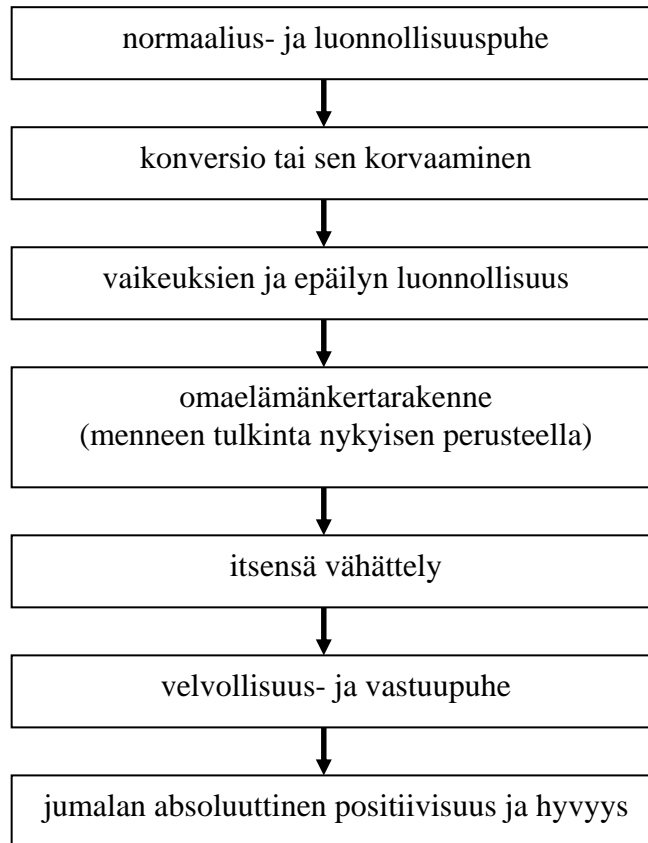 normaalius- ja luonnollisuuspuhe
konversio tai sen korvaaminen
vaikeuksien ja epäilyn luonnollisuus
omaelämänkertarakenne
(menneen tulkinta nykyisen perusteella)
itsensä vähättely
velvollisuus- ja vastuupuhe
jumalan absoluuttinen positiivisuus ja hyvyys